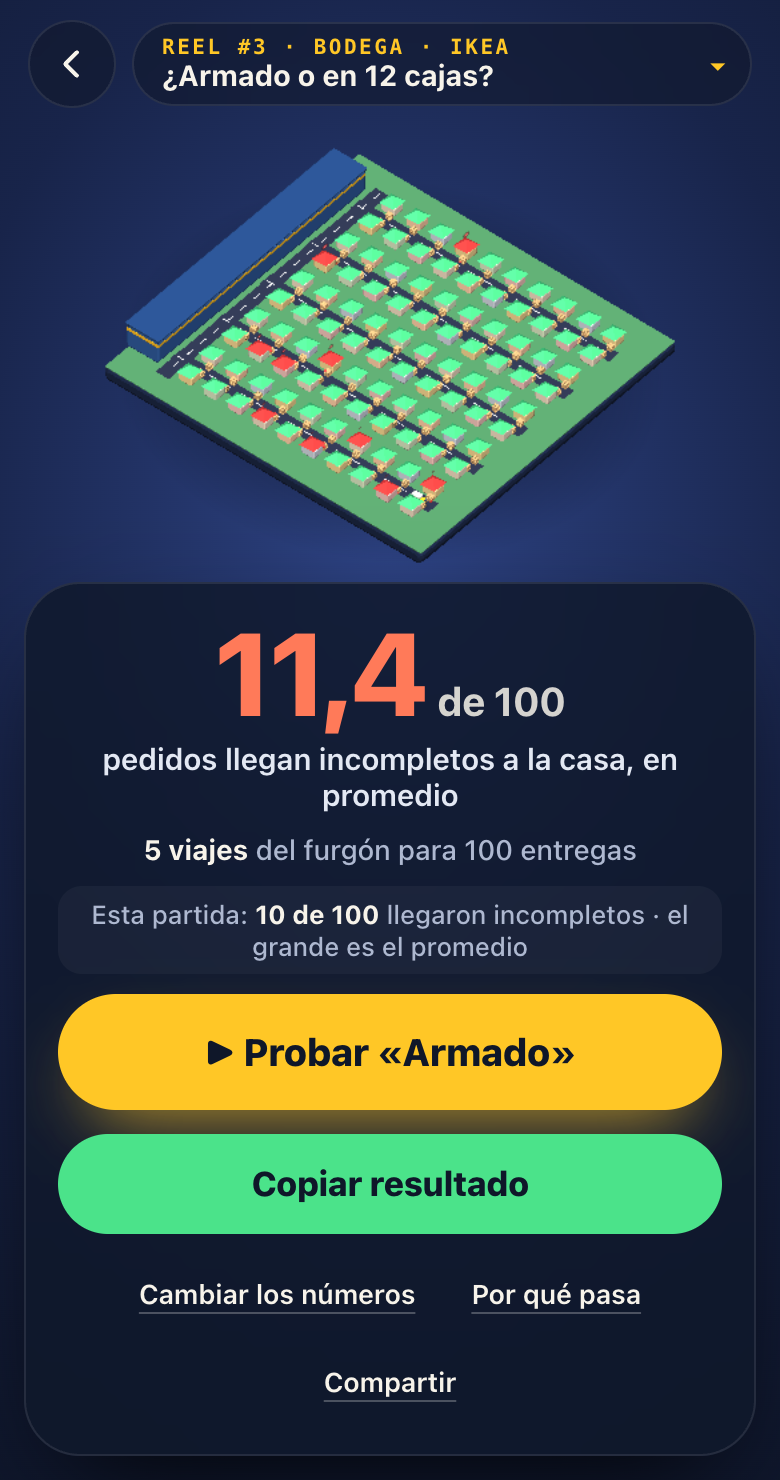 REEL #3 · BODEGA · IKEA
¿Armado o en 12 cajas?
11,4 de 100
pedidos llegan incompletos a la casa, en
promedio
5 viajes del furgón para 100 entregas
Esta partida: 10 de 100 llegaron incompletos · el
grande es el promedio
Probar «Armado»
Copiar resultado
Cambiar los números
Por qué pasa
Compartir